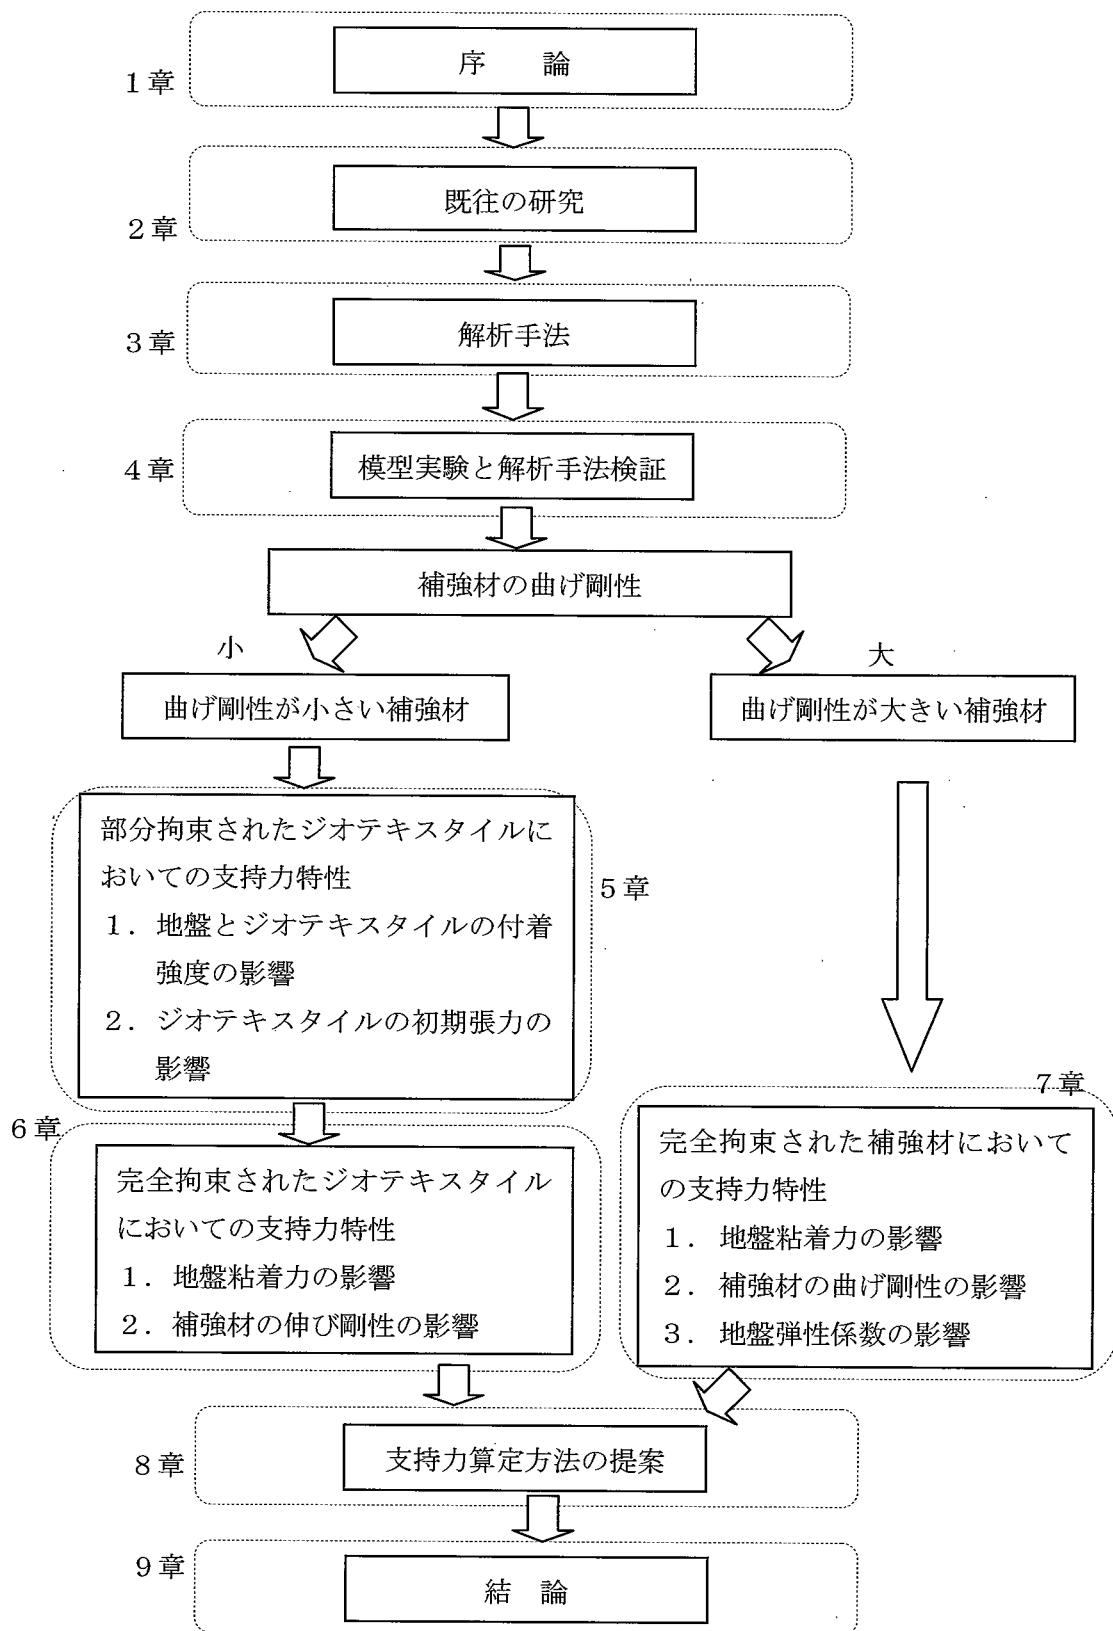 序　　論
1章
既往の研究
2章
解析手法
3章
模型実験と解析手法検証
4章
補強材の曲げ剛性
小
大
曲げ剛性が小さい補強材
曲げ剛性が大きい補強材
部分拘束されたジオテキスタイルに
おいての支持力特性
1．地盤とジオテキスタイルの付着
強度の影響
2．ジオテキスタイルの初期張力の
影響
5章
6章
完全拘束されたジオテキスタイル
においての支持力特性
1．地盤粘着力の影響
2．補強材の伸び剛性の影響
7章
完全拘束された補強材において
の支持力特性
1．地盤粘着力の影響
2．補強材の曲げ剛性の影響
3．地盤弾性係数の影響
8章
支持力算定方法の提案
9章
結　論